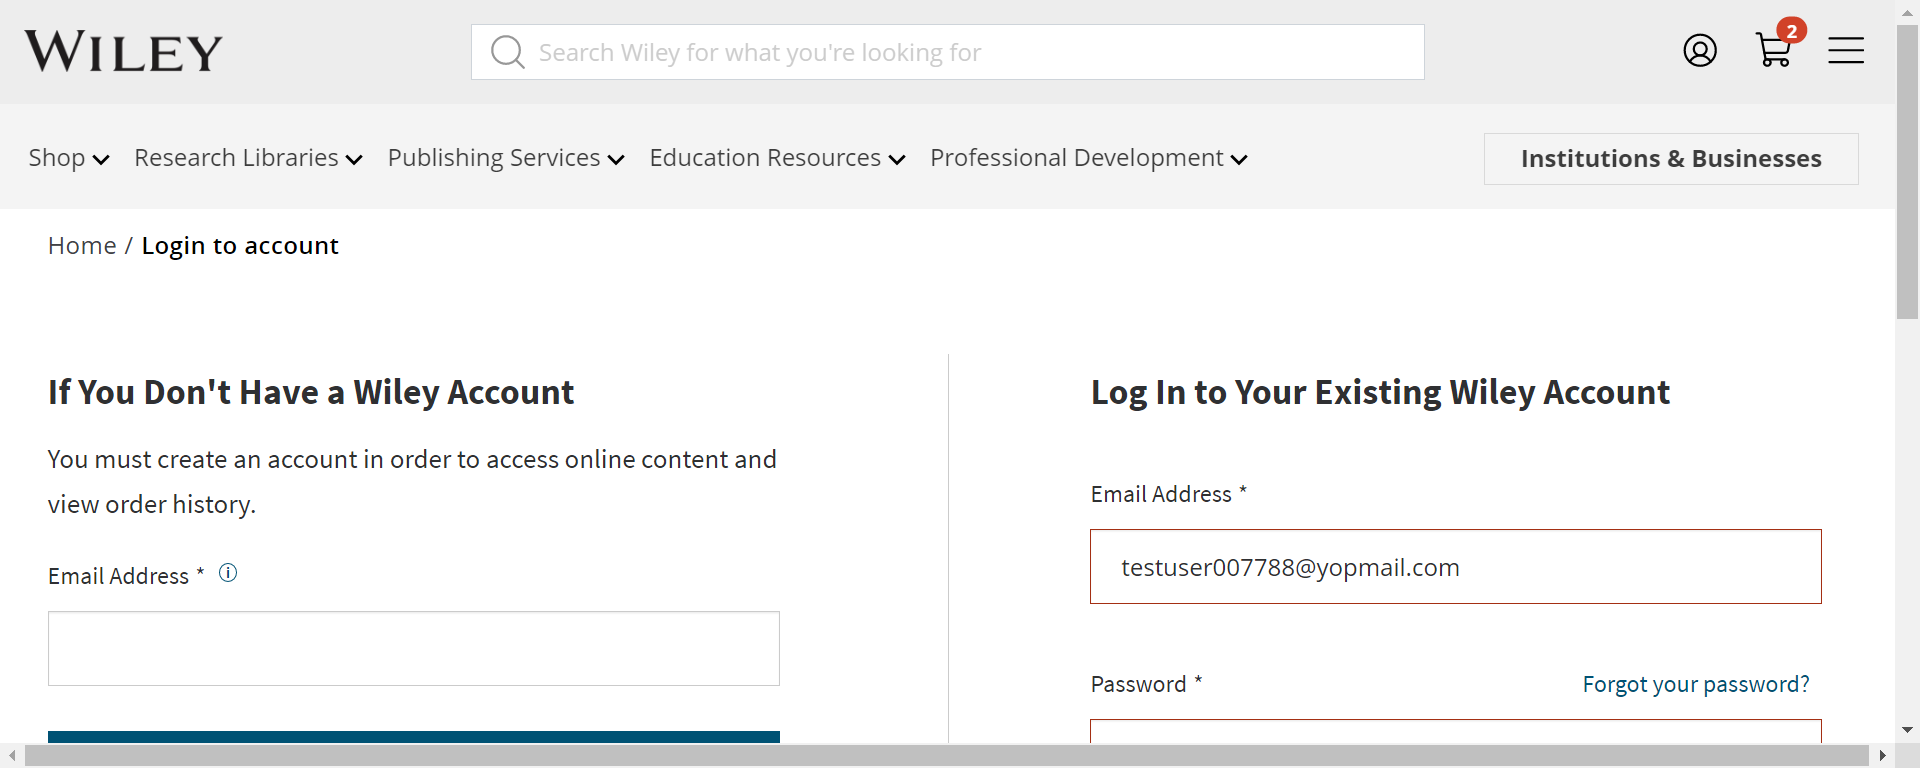 WILEY
Search Wiley for what you're looking for
2
Shop
Research Libraries
Publishing Services
Education Resources
Professional Development
Institutions & Businesses
Home / Login to account
If You Don't Have a Wiley Account
You must create an account in order to access online content and
view order history.
Email Address *
Log In to Your Existing Wiley Account
Email Address *
testuser007788@yopmail.com
Password *
Forgot your password?